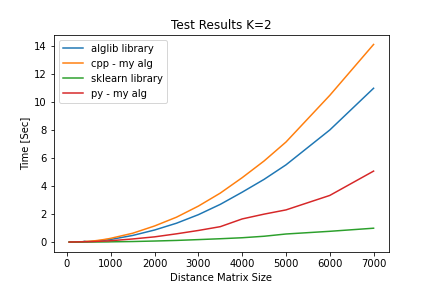 Test Results K=2
alglib library
cpp - my alg
sklearn library
py - my alg
Time [Sec]
14
12
10
8
6
4
2
0
0 1000 2000 3000 4000 5000 6000 7000
Distance Matrix Size